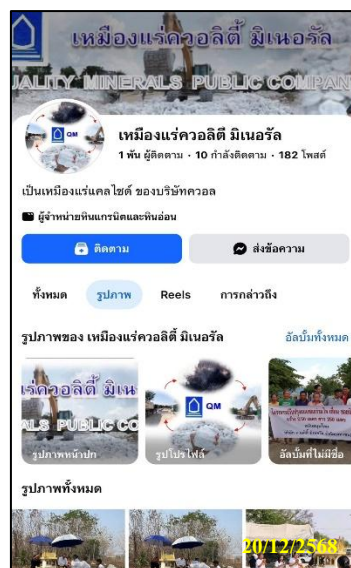 เหมืองแร่ควอลิตี้ มิเนอรัล
QUALITY MINERALS PUBLIC COMPAN
QM
เหมืองแร่ควอลิตี้ มิเนอรัล
1 พัน ผู้ติดตาม · 10 กำลังติดตาม · 182 โพสต์
เป็นเหมืองแร่แคลไซต์ ของบริษัทควอล
ผู้จำหน่ายหินแกรนิตและหินอ่อน
ติดตาม
ส่งข้อความ
ทั้งหมด
รูปภาพ
Reels
การกล่าวถึง
รูปภาพของ เหมืองแร่ควอลิตี้ มิเนอรัล
อัลบั้มทั้งหมด
ร่ควอลิตี้ มิเน
ALS PUBLIC CO
รูปภาพหน้าปก
QM
รูปโปรไฟล์
อัลบั้มที่ไม่มีชื่อ
รูปภาพทั้งหมด
20/12/2568